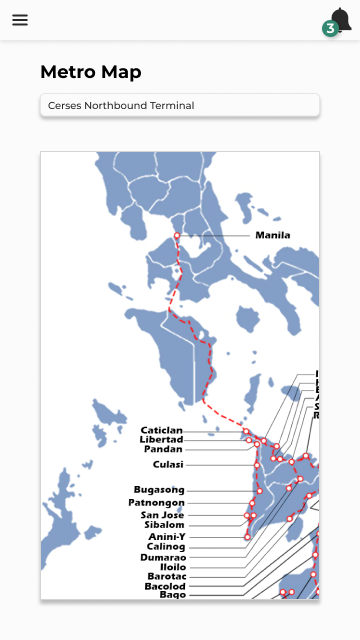 3
Metro Map
Cerses Northbound Terminal
Manila
Caticlan
Libertad
Pandan
Culasi
Bugasong
Patnongon
San Jose
Sibalom
Anini-Y
Calinog
Dumarao
Iloilo
Barotac
Bacolod
Bago